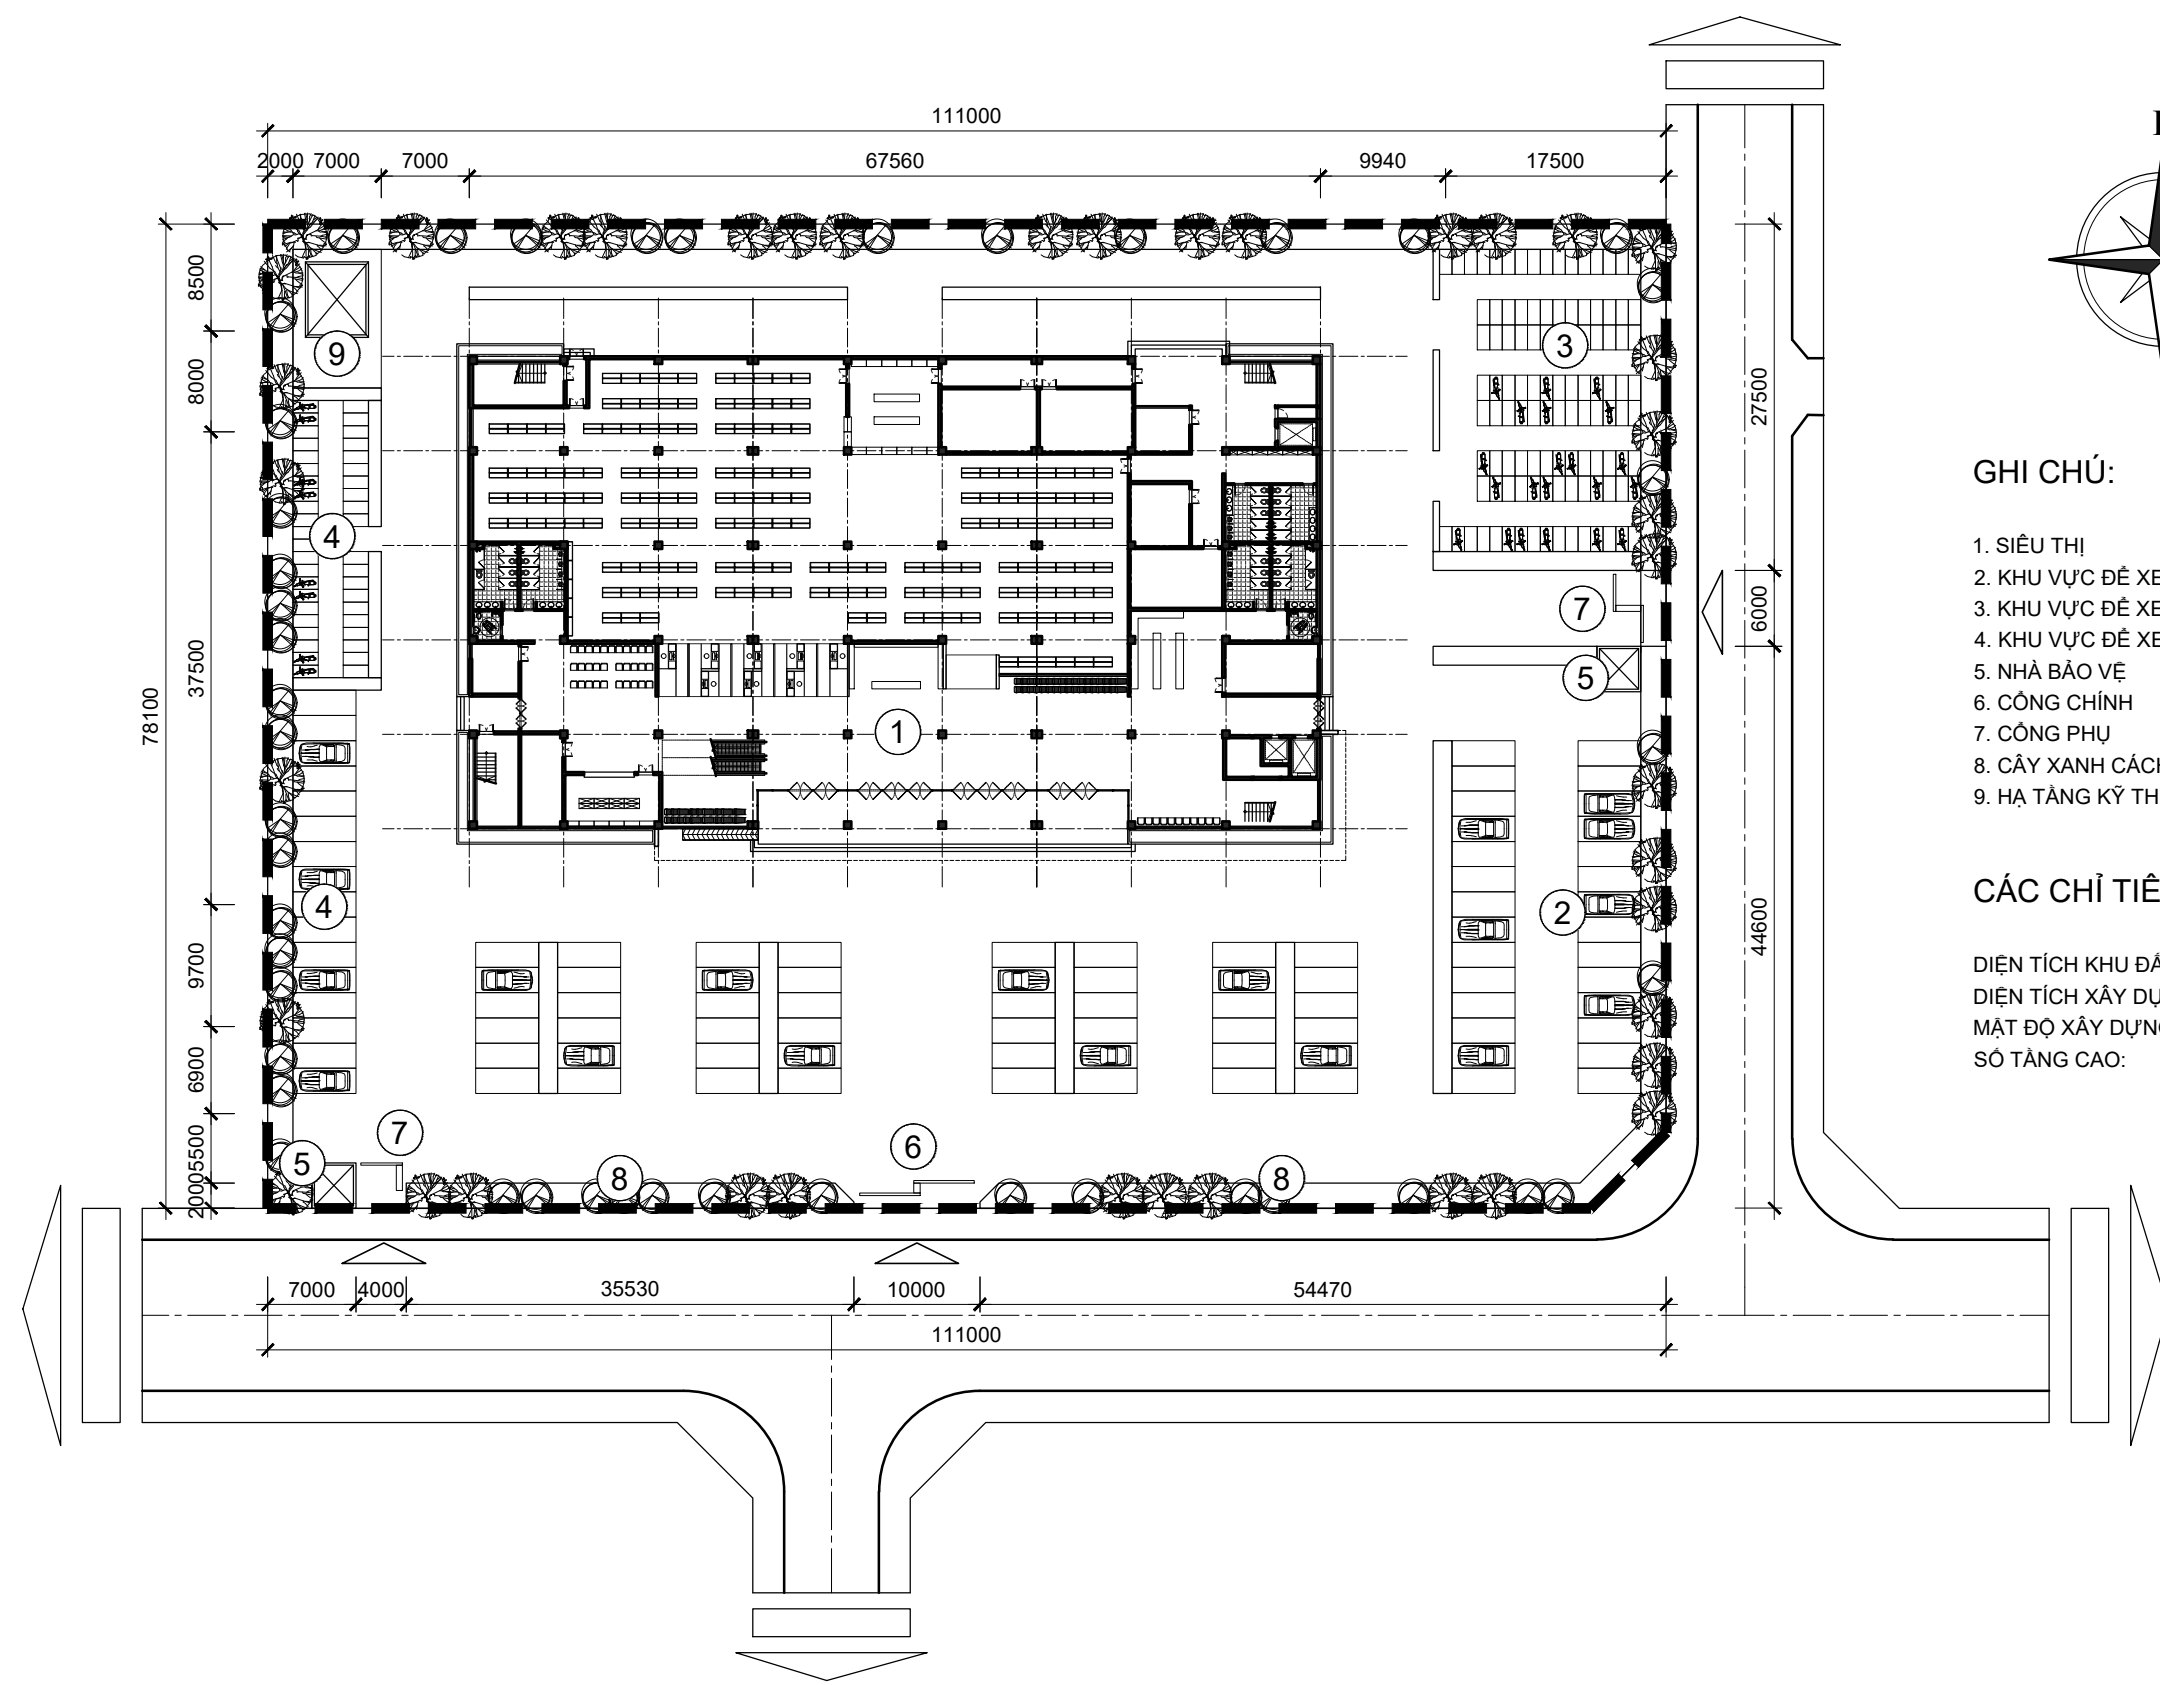 111000
2000 7000 7000 67560 9940 17500
8500
8000
37500
78100
9700
6900
5500
2000
27500
6000
44600
9
3
4
7
5
1
4
2
7
6
5
8
8
7000 4000 35530 10000 54470
111000
GHI CHÚ:
1. SIÊU THỊ
2. KHU VỰC ĐỂ XE
3. KHU VỰC ĐỂ XE
4. KHU VỰC ĐỂ XE
5. NHÀ BẢO VỆ
6. CỔNG CHÍNH
7. CỔNG PHỤ
8. CÂY XANH CÁCH
9. HẠ TẦNG KỸ TH
CÁC CHỈ TIÊ
DIỆN TÍCH KHU ĐẤ
DIỆN TÍCH XÂY DỰ
MẬT ĐỘ XÂY DỰNG
SỐ TẦNG CAO: